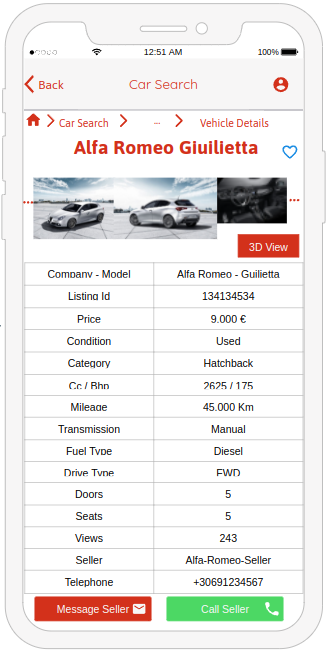 12:51 AM 100%
Back Car Search
Car Search ... Vehicle Details
Alfa Romeo Giuilietta
3D View
Company - Model Alfa Romeo - Guilietta
Listing Id 134134534
Price 9.000 €
Condition Used
Category Hatchback
Cc / Bhp 2625 / 175
Mileage 45.000 Km
Transmission Manual
Fuel Type Diesel
Drive Type FWD
Doors 5
Seats 5
Views 243
Seller Alfa-Romeo-Seller
Telephone +30691234567
Message Seller Call Seller